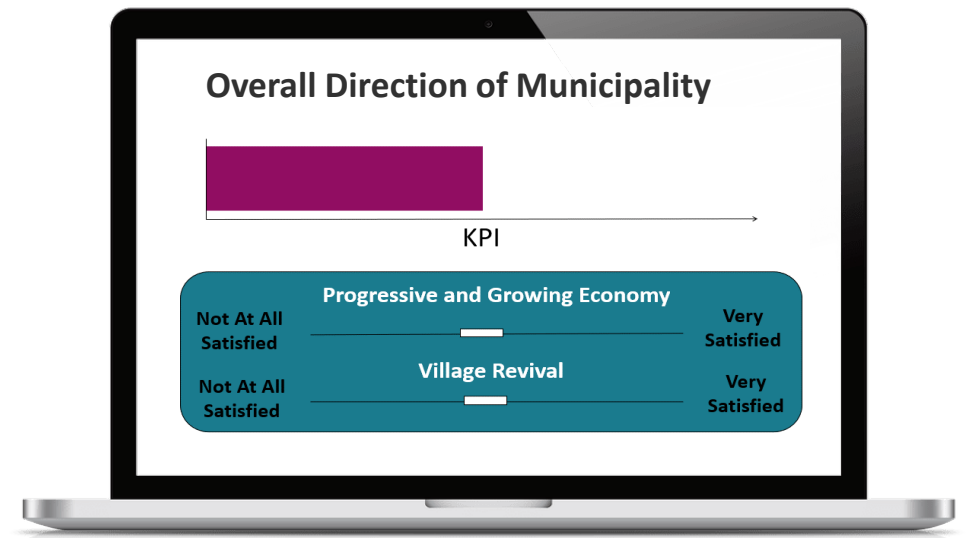 Overall Direction of Municipality
KPI
Progressive and Growing Economy
Not At All
Satisfied
Very
Satisfied
Village Revival
Not At All
Satisfied
Very
Satisfied